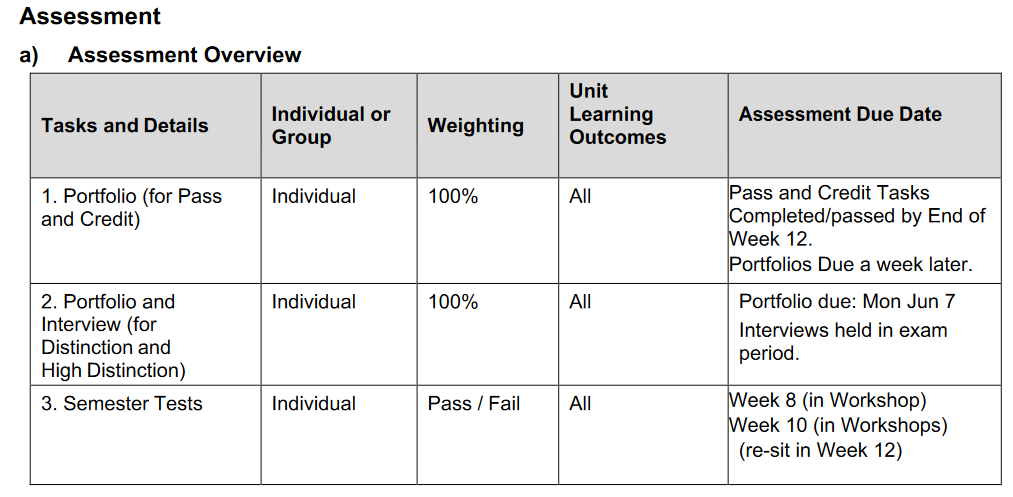 Assessment
a) Assessment Overview
Tasks and Details
Individual or
Group
Weighting
Unit
Learning
Outcomes
Assessment Due Date
1. Portfolio (for Pass
and Credit)
Individual
100%
All
Pass and Credit Tasks
Completed/passed by End of
Week 12.
Portfolios Due a week later.
2. Portfolio and
Interview (for
Distinction and
High Distinction)
Individual
100%
All
Portfolio due: Mon Jun 7
Interviews held in exam
period.
3. Semester Tests
Individual
Pass / Fail
All
Week 8 (in Workshop)
Week 10 (in Workshops)
(re-sit in Week 12)